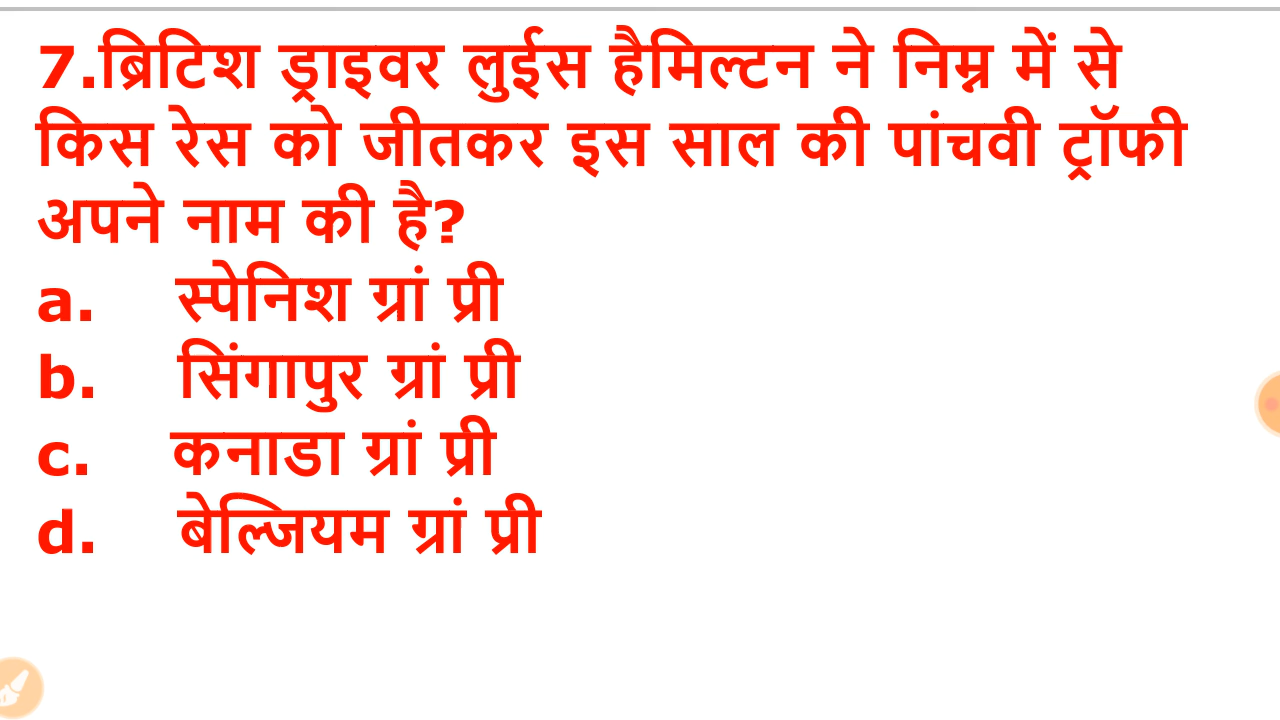 7.ब्रिटिश ड्राइवर लुईस हैमिल्टन ने निम्न में से
किस रेस को जीतकर इस साल की पांचवी ट्रॉफी
अपने नाम की है?
a. स्पेनिश ग्रां प्री
b. सिंगापुर ग्रां प्री
c. कनाडा ग्रां प्री
d. बेल्जियम ग्रां प्री